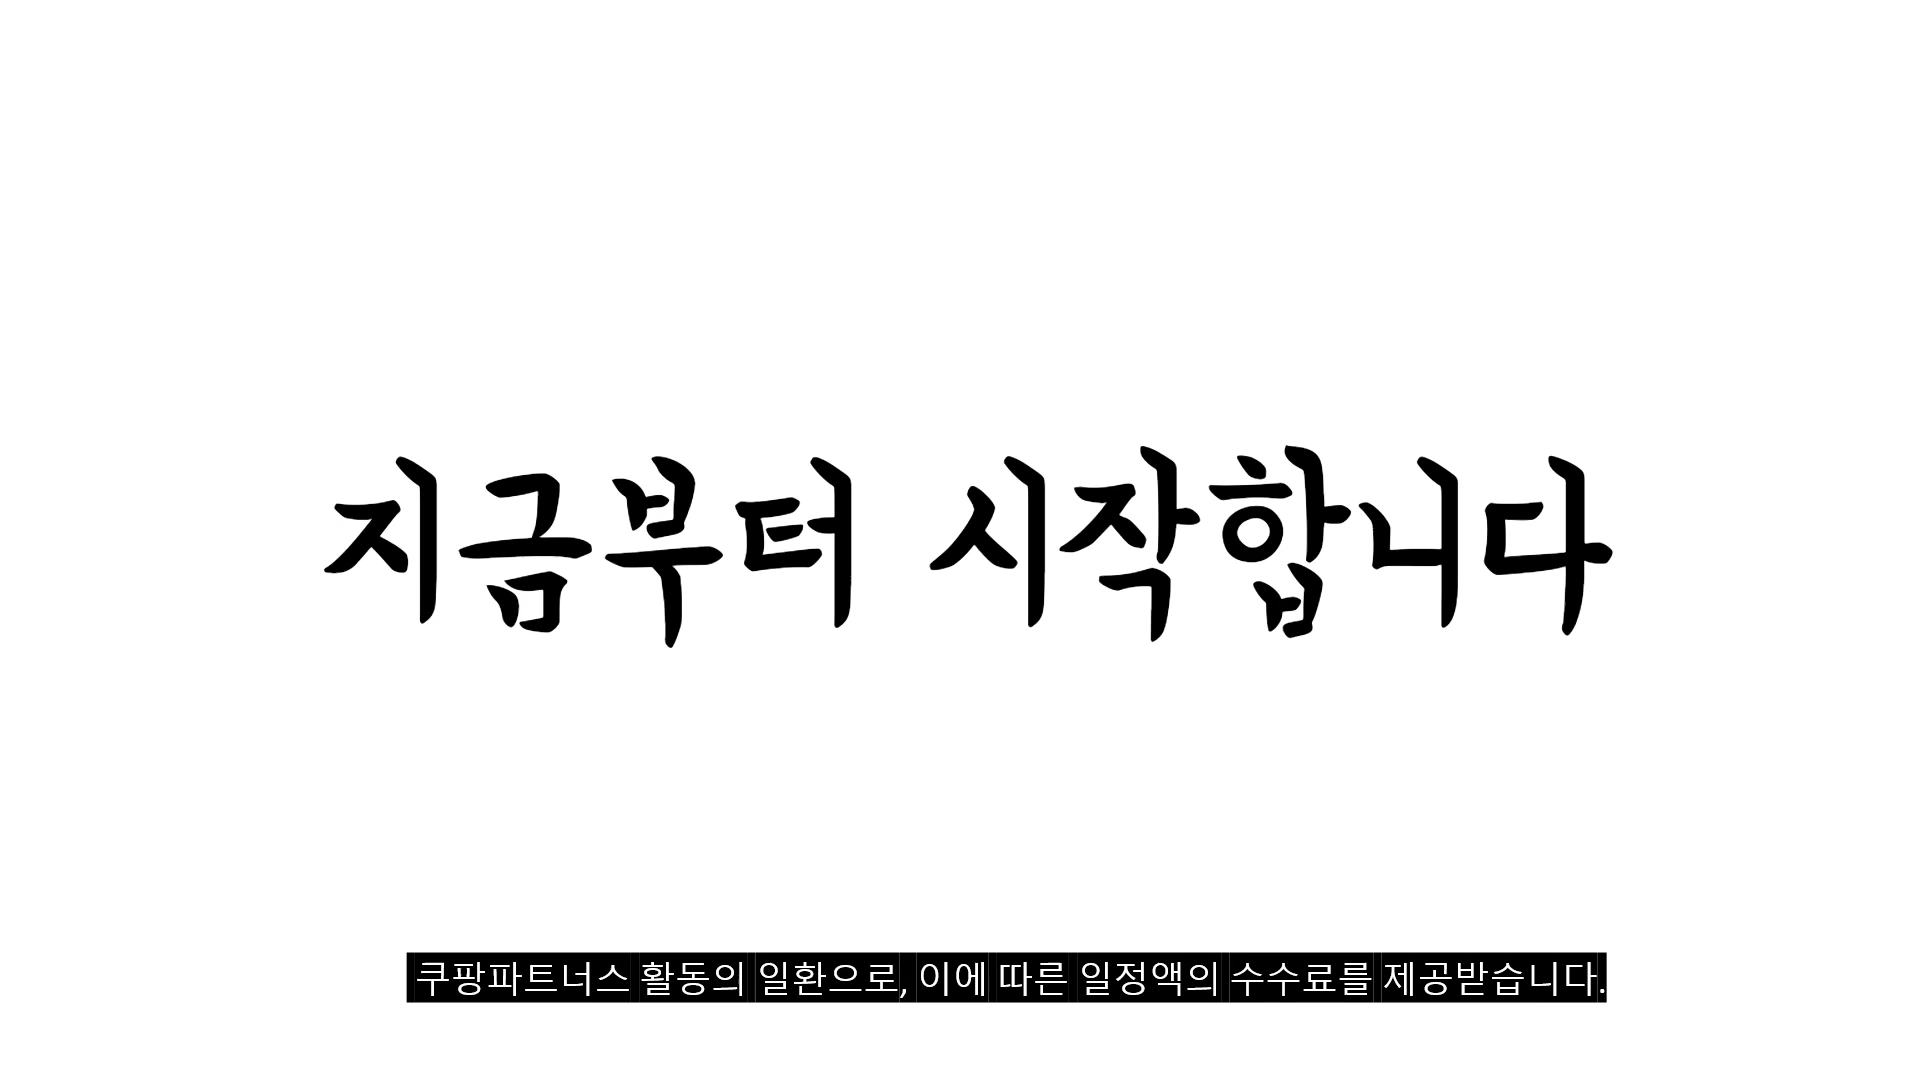 지금부터 시작합니다
쿠팡파트너스 활동의 일환으로, 이에 따른 일정액의 수수료를 제공받습니다.